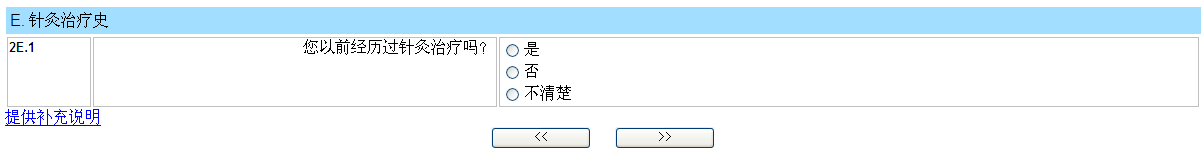 E. 针灸治疗史
2E.1 您以前经历过针灸治疗吗? 是
否
不清楚
提供补充说明
<< >>